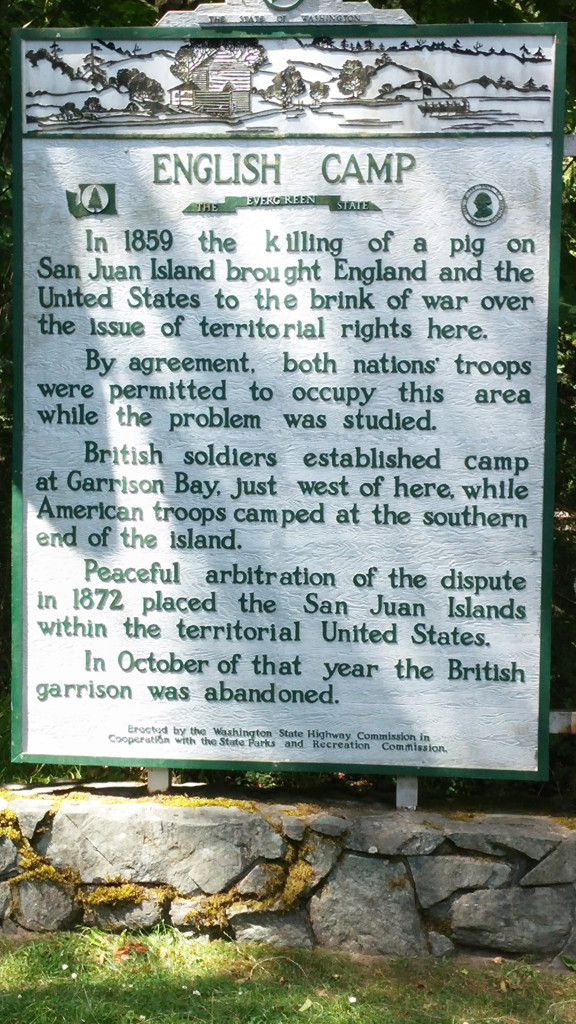 THE STATE OF WASHINGTON
ENGLISH CAMP
THE EVERGREEN STATE
In 1859 the killing of a pig on
San Juan Island brought England and the
United States to the brink of war over
the issue of territorial rights here.
By agreement, both nations' troops
were permitted to occupy this area
while the problem was studied.
British soldiers established camp
at Garrison Bay, just west of here, while
American troops camped at the southern
end of the island.
Peaceful arbitration of the dispute
in 1872 placed the San Juan Islands
within the territorial United States.
In October of that year the British
garrison was abandoned.
Erected by the Washington State Highway Commission in
Cooperation with the State Parks and Recreation Commission.